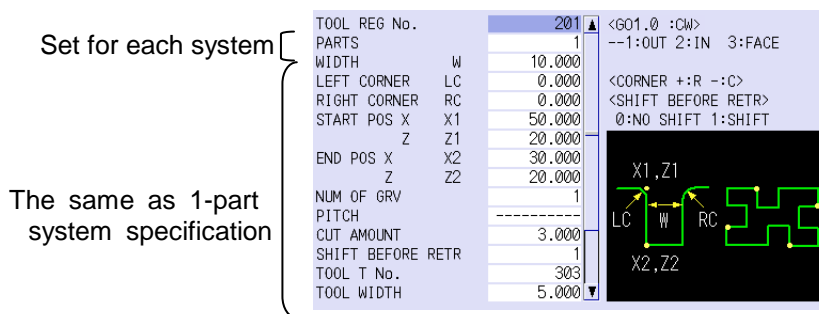 Set for each system
The same as 1-part
system specification
TOOL REG No. 201
PARTS 1
WIDTH W 10.000
LEFT CORNER LC 0.000
RIGHT CORNER RC 0.000
START POS X X1 50.000
Z Z1 20.000
END POS X X2 30.000
Z Z2 20.000
NUM OF GRV 1
PITCH ----------
CUT AMOUNT 3.000
SHIFT BEFORE RETR 1
TOOL T No. 303
TOOL WIDTH 5.000
<GO1.0 :CW>
--1:OUT 2:IN 3:FACE
<CORNER +:R -:C>
<SHIFT BEFORE RETR>
0:NO SHIFT 1:SHIFT
X1,Z1
LC W RC
X2,Z2